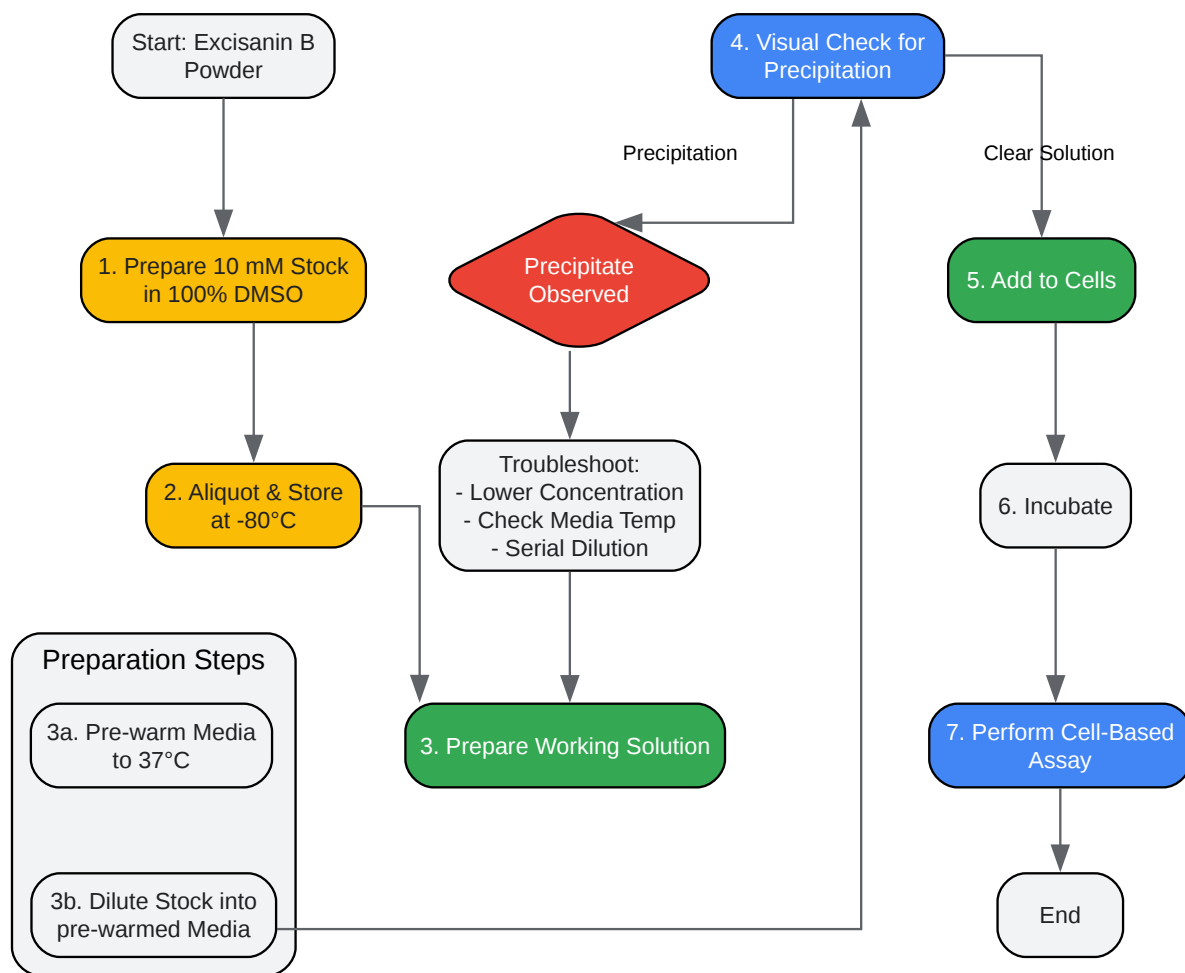 Start: Excisanin B
Powder
4. Visual Check for
Precipitation
Precipitation
Clear Solution
1. Prepare 10 mM Stock
in 100% DMSO
Precipitate
Observed
5. Add to Cells
2. Aliquot & Store
at -80°C
Troubleshoot:
- Lower Concentration
- Check Media Temp
- Serial Dilution
6. Incubate
Preparation Steps
3a. Pre-warm Media
to 37°C
3. Prepare Working Solution
7. Perform Cell-Based
Assay
3b. Dilute Stock into
pre-warmed Media
End